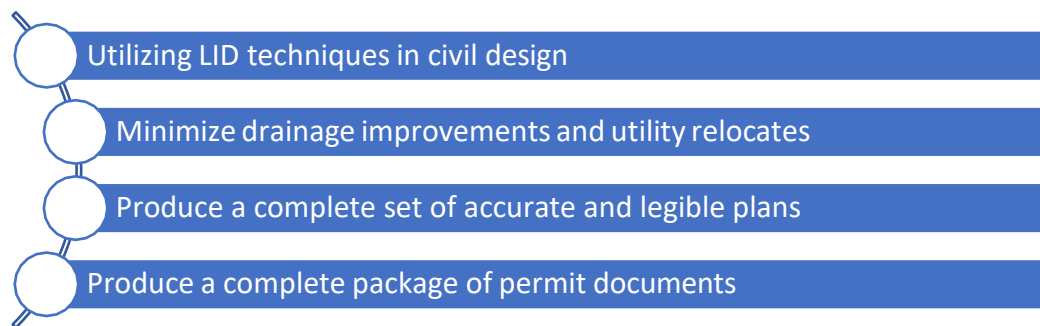 Utilizing LID techniques in civil design
Minimize drainage improvements and utility relocates
Produce a complete set of accurate and legible plans
Produce a complete package of permit documents